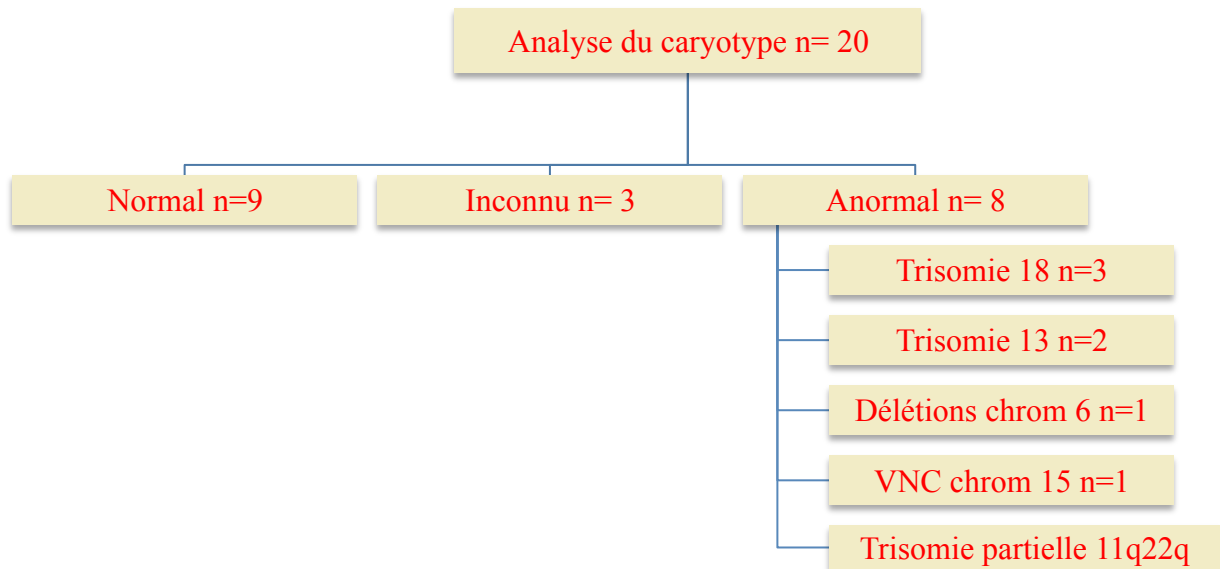 Analyse du caryotype n= 20
Normal n=9
Inconnu n= 3
Anormal n= 8
Trisomie 18 n=3
Trisomie 13 n=2
Délétions chrom 6 n=1
VNC chrom 15 n=1
Trisomie partielle 11q22q